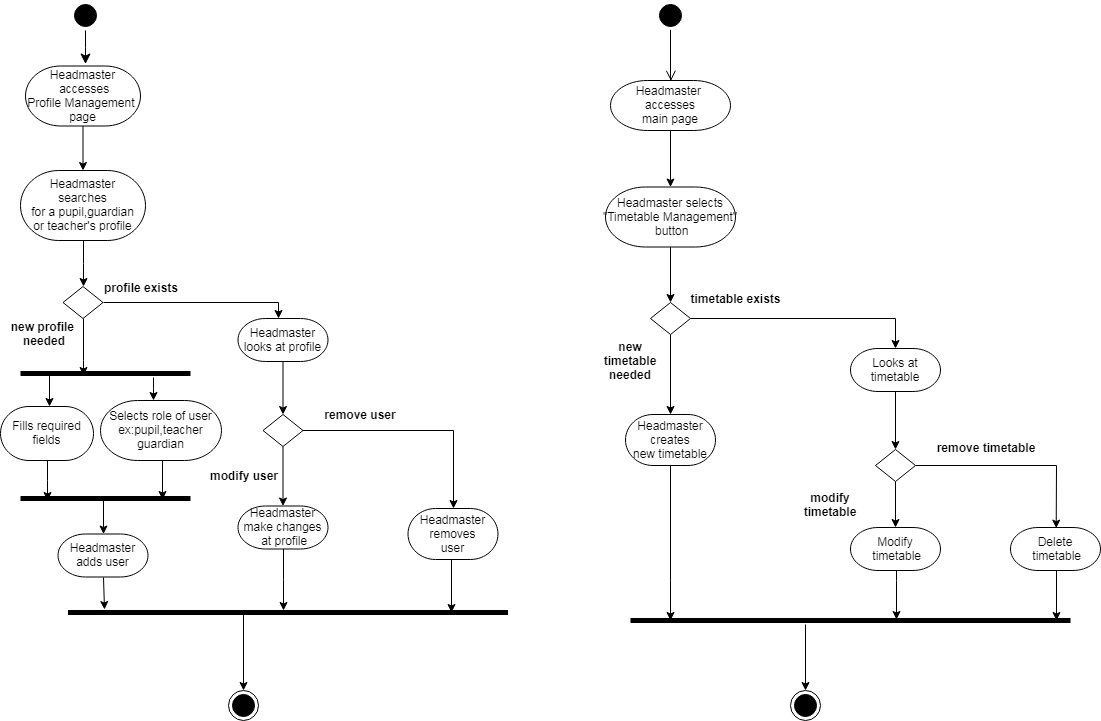 Headmaster
accesses
Profile Management
page
Headmaster
searches
for a pupil,guardian
or teacher's profile
profile exists
new profile
needed
Headmaster
looks at profile
Fills required
fields
Selects role of user
ex:pupil,teacher
guardian
remove user
modify user
Headmaster
adds user
Headmaster
make changes
at profile
Headmaster
removes
user
Headmaster
accesses
main page
Headmaster selects
"Timetable Management"
button
timetable exists
new
timetable
needed
Looks at
timetable
Headmaster
creates
new timetable
remove timetable
modify
timetable
Modify
timetable
Delete
timetable